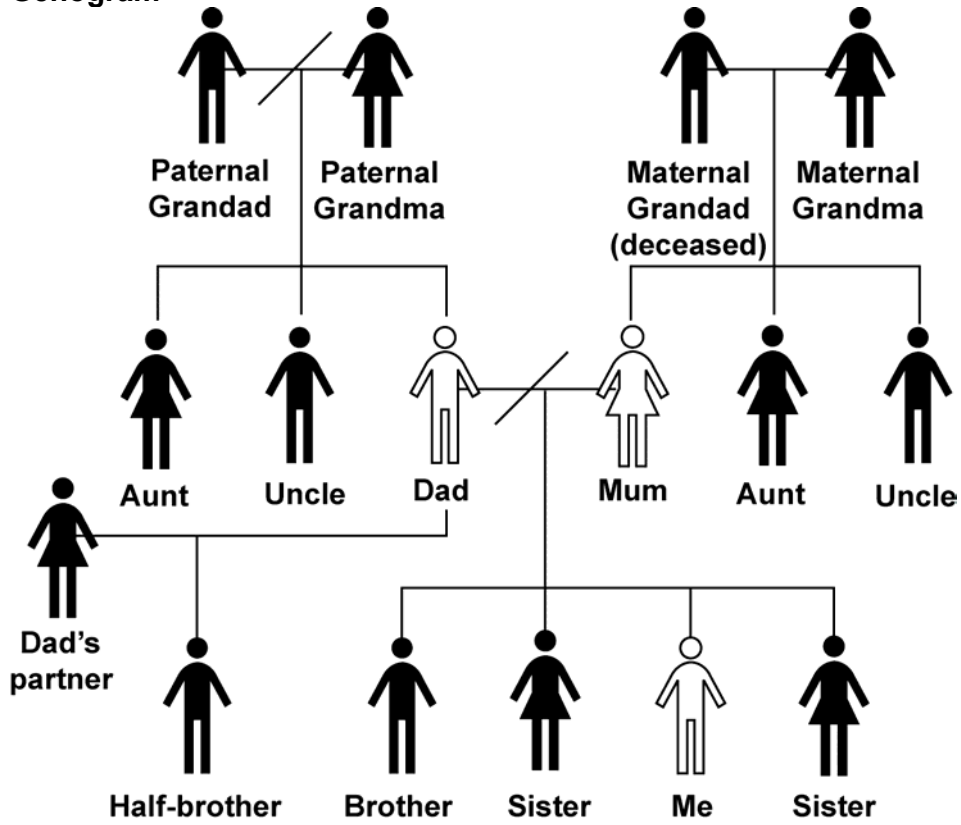 Genogram
Paternal
Grandad
Paternal
Grandma
Maternal
Grandad
(deceased)
Maternal
Grandma
Aunt
Uncle
Dad
Mum
Aunt
Uncle
Dad's
partner
Half-brother
Brother
Sister
Me
Sister